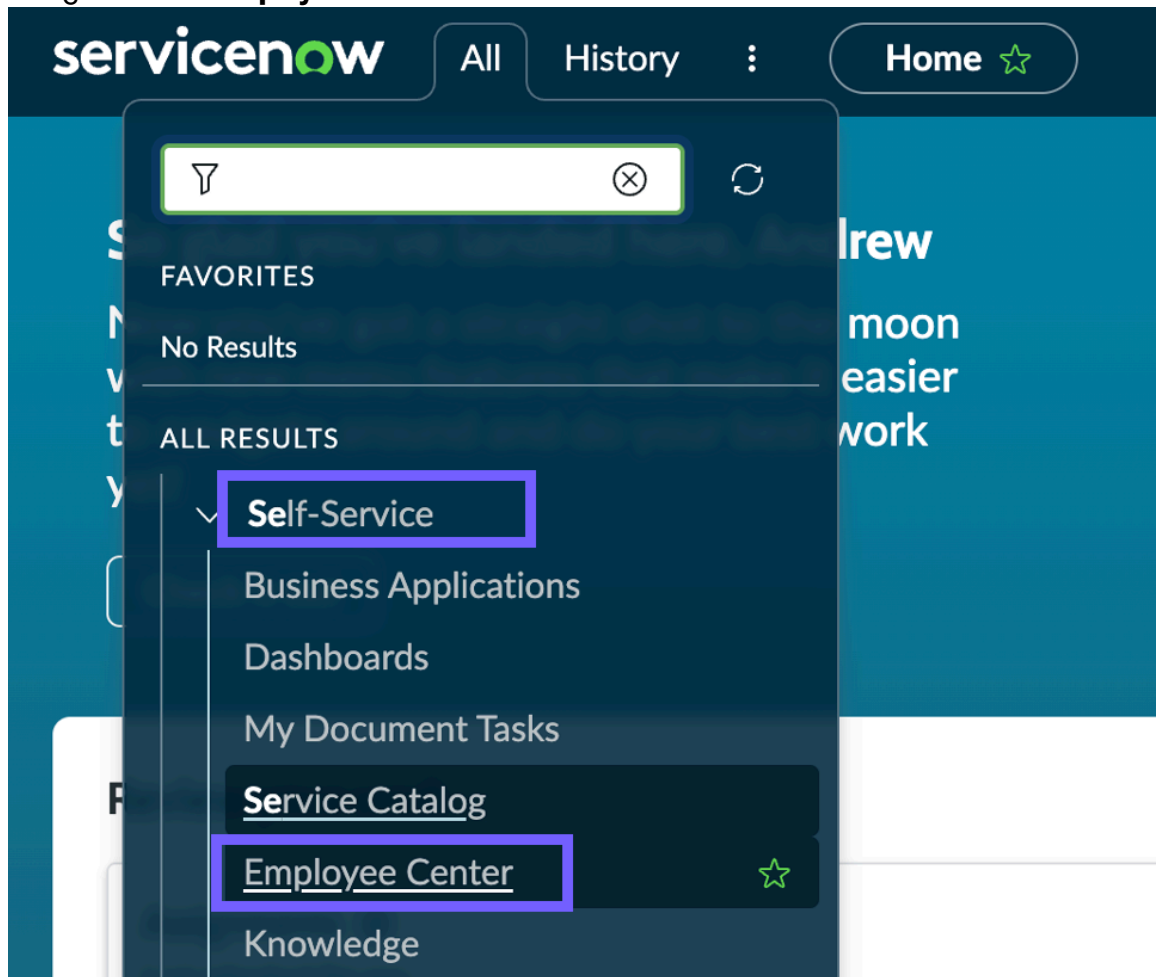 servicenow All History Home
lrew
FAVORITES
moon
No Results
easier
ALL RESULTS
work
Self-Service
Business Applications
Dashboards
My Document Tasks
Service Catalog
Employee Center
Knowledge